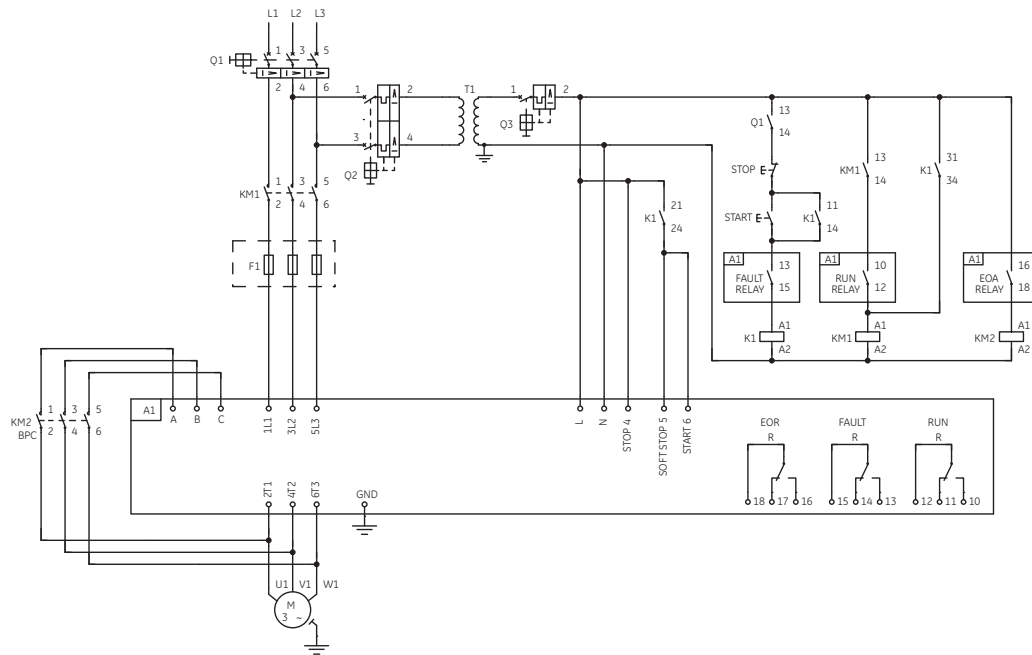 L1 L2 L3
Q1 1 3 5
2 4 6
1 2 T1 1 2
Q3
3 4
Q2
13
Q1
14
STOP
13
KM1
14
31
K1
34
KM1 1 3 5
2 4 6
21
K1
24
START
11
K1
14
F1
A1 13
FAULT
RELAY 15
A1 10
RUN
RELAY 12
A1 16
EOA
RELAY 18
A1
K1
A2
A1
KM1
A2
A1
KM2
A2
KM2
BPC
1 3 5
2 4 6
A1 A B C 1L1 3L2 5L3 L N STOP 4 SOFT STOP 5 START 6
EOR FAULT RUN
R R R
2T1 4T2 6T3 GND
18 17 16 15 14 13 12 11 10
U1 V1 W1
M
3 ~